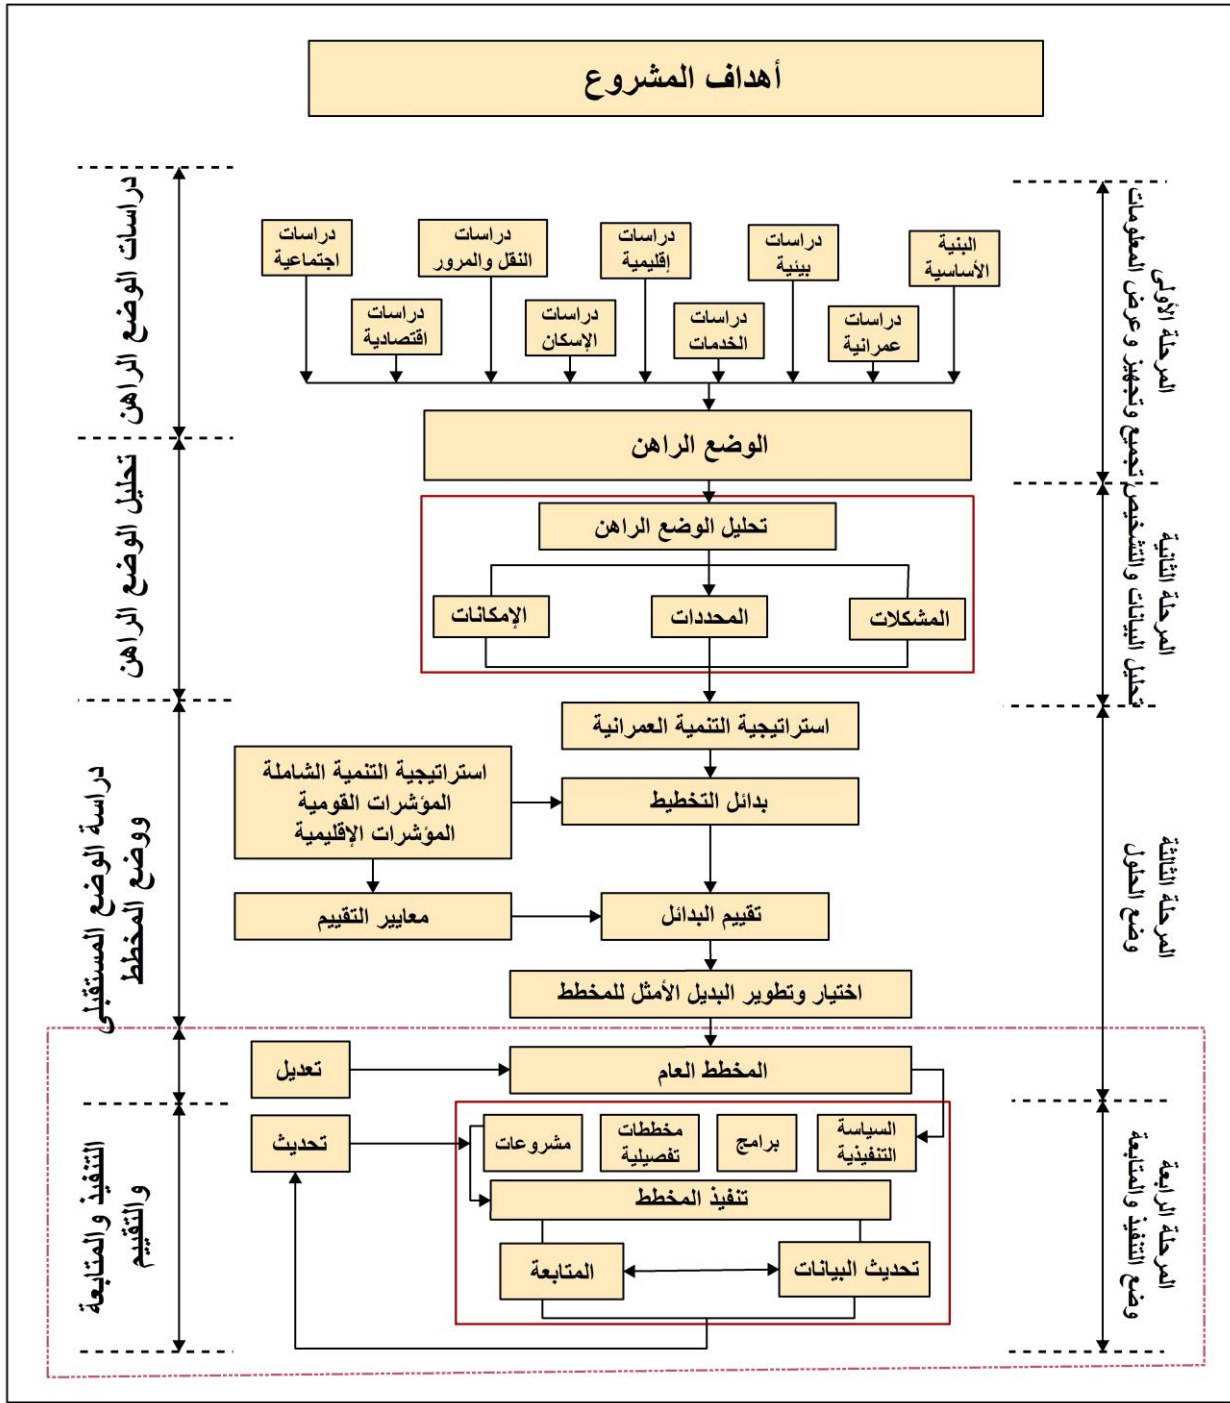 أهداف المشروع
المرحلة الأولى
تجميع وتجهيز وعرض المعلومات
دراسات الوضع الراهن
البنية
الأساسية
دراسات
بيئية
دراسات
إقليمية
دراسات
النقل والمرور
دراسات
اجتماعية
دراسات
عمرانية
دراسات
الخدمات
دراسات
الإسكان
دراسات
اقتصادية
الوضع الراهن
المرحلة الثانية
تحليل البيانات والتشخيص
تحليل الوضع الراهن
تحليل الوضع الراهن
المشكلات
المحددات
الإمكانات
المرحلة الثالثة
وضع الحلول
دراسة الوضع المستقبلى
ووضع المخطط
استراتيجية التنمية العمرانية
بدائل التخطيط
استراتيجية التنمية الشاملة
المؤشرات القومية
المؤشرات الإقليمية
تقييم البدائل
معايير التقييم
اختيار وتطوير البديل الأمثل للمخطط
المخطط العام
تعديل
المرحلة الرابعة
وضع التنفيذ والمتابعة
التنفيذ والمتابعة
والتقييم
السياسة
التنفيذية
برامج
مخططات
تفصيلية
مشروعات
تحديث
تنفيذ المخطط
تحديث البيانات
المتابعة